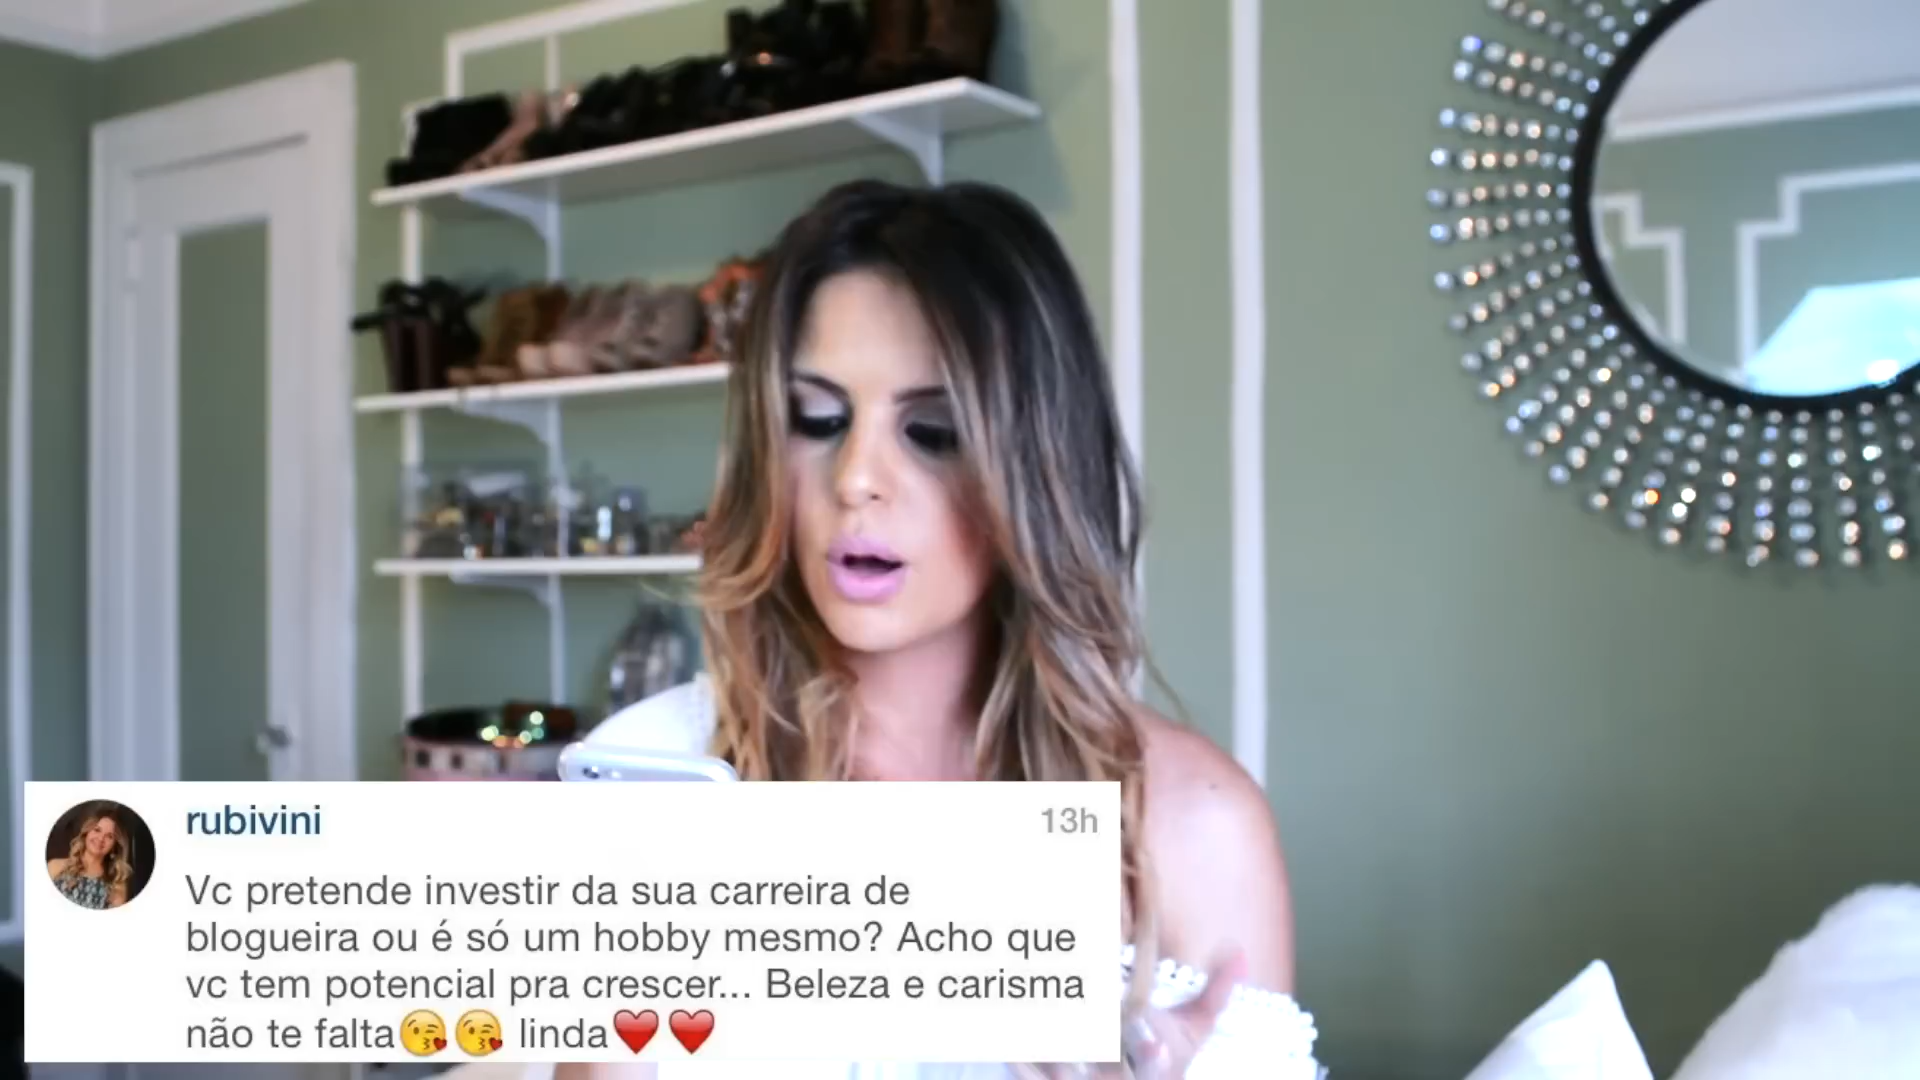 rubivini 13h
Vc pretende investir da sua carreira de
blogueira ou é só um hobby mesmo? Acho que
vc tem potencial pra crescer... Beleza e carisma
não te falta😘😘 linda❤️❤️